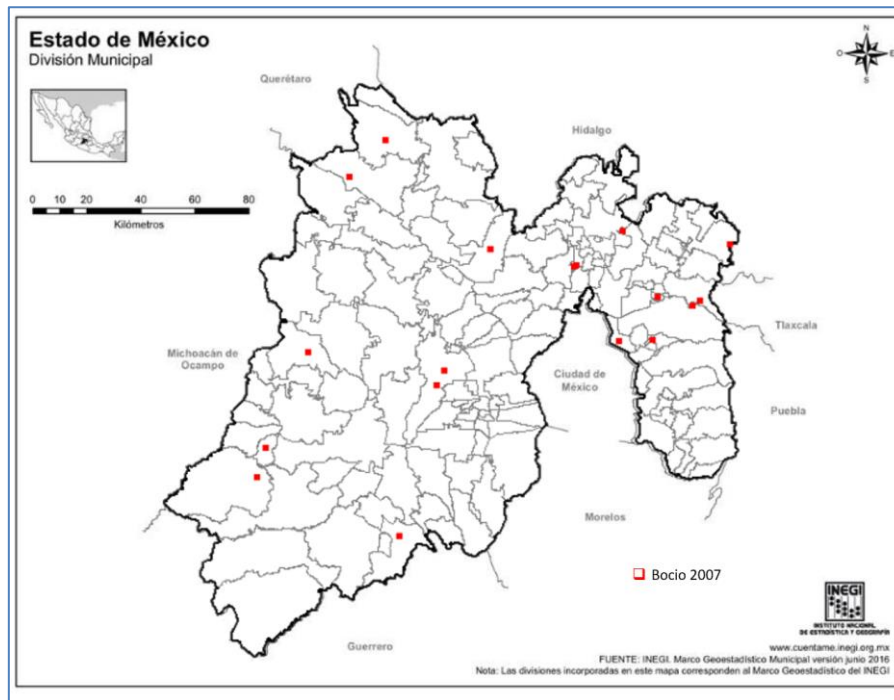 Estado de México
División Municipal
N
O
E
S
Querétaro
Hidalgo
0 20 40 60 80
Kilómetros
Tlaxcala
Michoacán de
Ocampo
Ciudad de
México
Puebla
Morelos
Bocio 2007
Guerrero
INEGI
INSTITUTO NACIONAL
DE ESTADÍSTICA Y GEOGRAFÍA
www.cuentame.inegi.org.mx
FUENTE: INEGI. Marco Geoestadístico Municipal versión junio 2016
Nota: Las divisiones incorporadas en este mapa corresponden al Marco Geoestadístico del INEGI